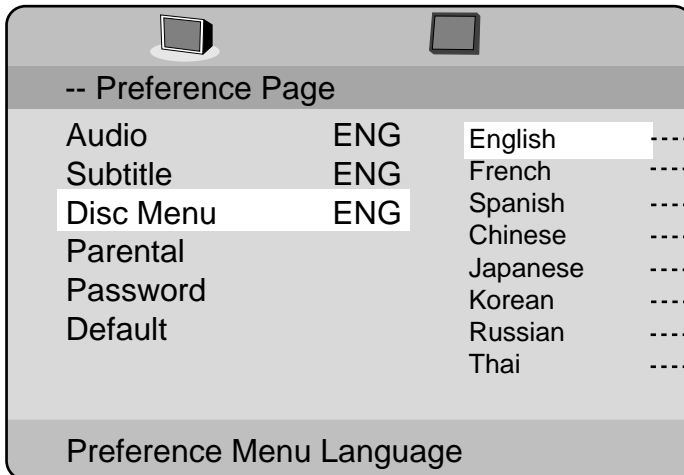 -- Preference Page
Audio ENG
Subtitle ENG
Disc Menu ENG
Parental
Password
Default
English
French
Spanish
Chinese
Japanese
Korean
Russian
Thai
Preference Menu Language